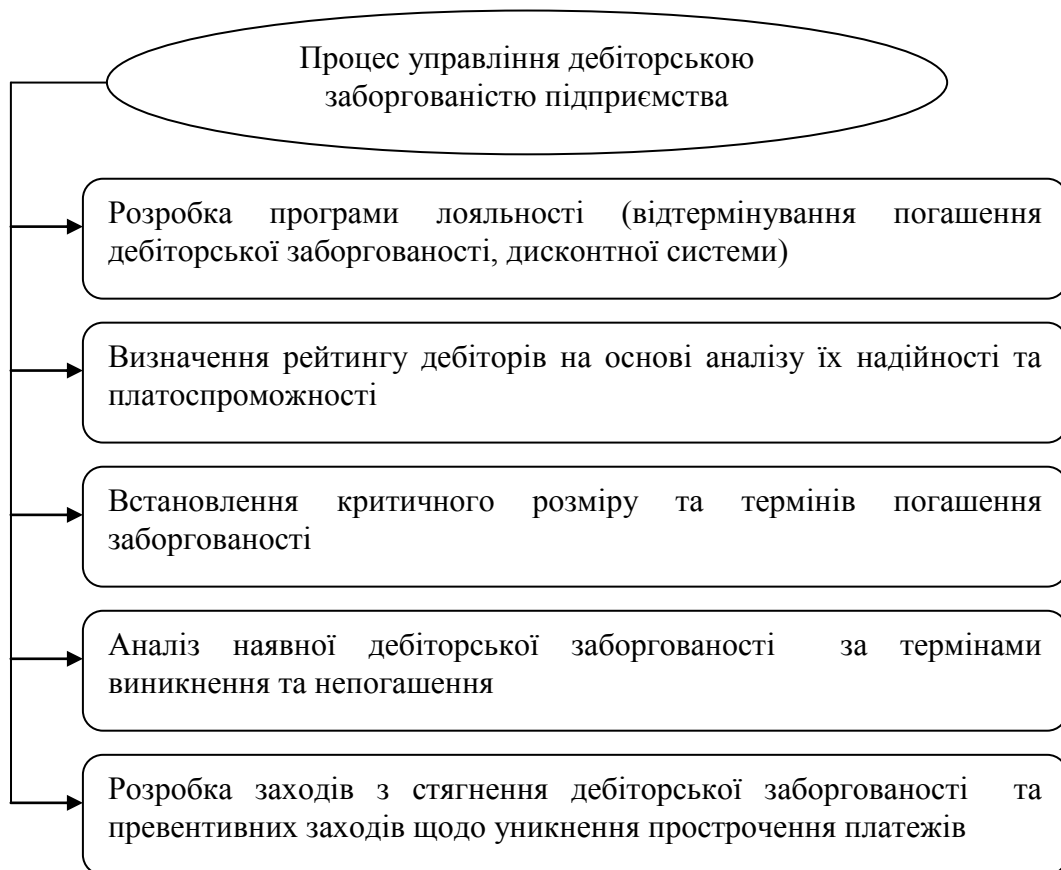 Процес управління дебіторською
заборгованістю підприємства
Розробка програми лояльності (відтермінування погашення
дебіторської заборгованості, дисконтної системи)
Визначення рейтингу дебіторів на основі аналізу їх надійності та
платоспроможності
Встановлення критичного розміру та термінів погашення
заборгованості
Аналіз наявної дебіторської заборгованості за термінами
виникнення та непогашення
Розробка заходів з стягнення дебіторської заборгованості та
превентивних заходів щодо уникнення прострочення платежів